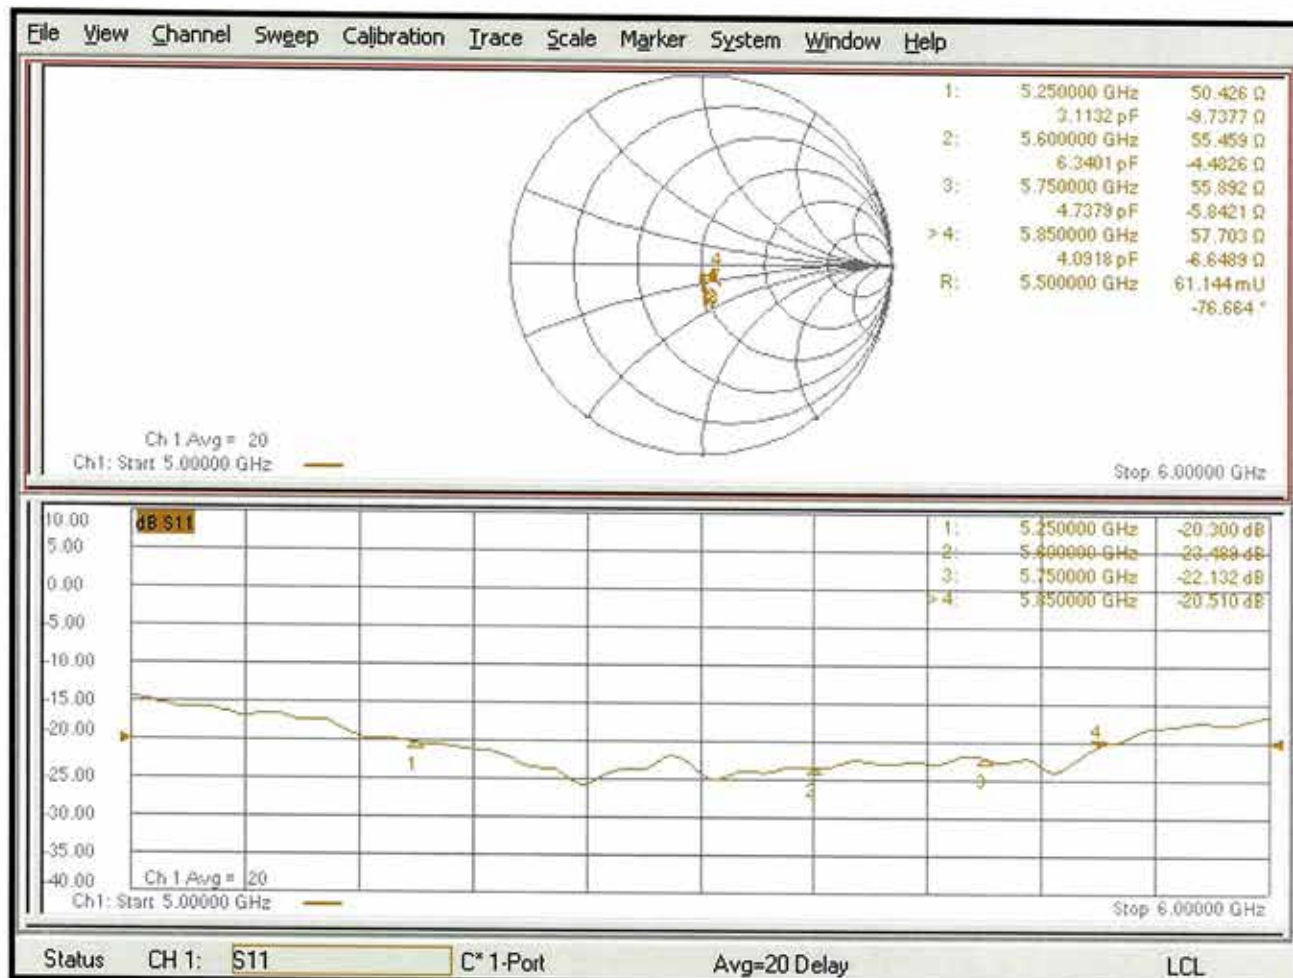 File View Channel Sweep Calibration Trace Scale Marker System Window Help
1: 5.250000 GHz 50.426 Ω
3.1132 pF -9.7377 Ω
2: 5.600000 GHz 55.459 Ω
6.3401 pF -4.4826 Ω
3: 5.750000 GHz 55.892 Ω
4.7379 pF -5.8421 Ω
> 4: 5.850000 GHz 57.703 Ω
4.0918 pF -6.6489 Ω
R: 5.500000 GHz 61.144 mU
-76.664 °
4
Ch 1 Avg = 20
Ch1: Start 5.00000 GHz
Stop 6.00000 GHz
10.00
dB S11
5.00
0.00
-5.00
-10.00
-15.00
-20.00
-25.00
-30.00
-35.00
-40.00
1: 5.250000 GHz -20.300 dB
2: 5.600000 GHz -23.489 dB
3: 5.750000 GHz -22.132 dB
> 4: 5.850000 GHz -20.510 dB
1
2
3
4
Ch 1 Avg = 20
Ch1: Start 5.00000 GHz
Stop 6.00000 GHz
Status CH 1: S11 C* 1-Port Avg=20 Delay LCL